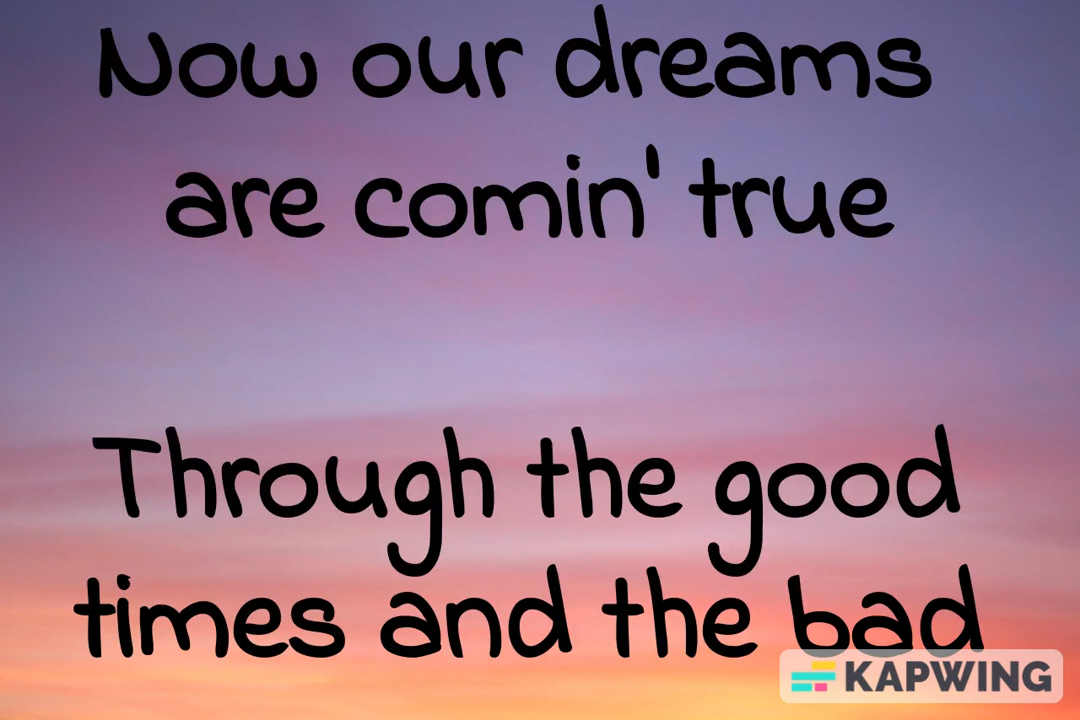 Now our dreams
are comin' true
Through the good
times and the bad
KAPWING